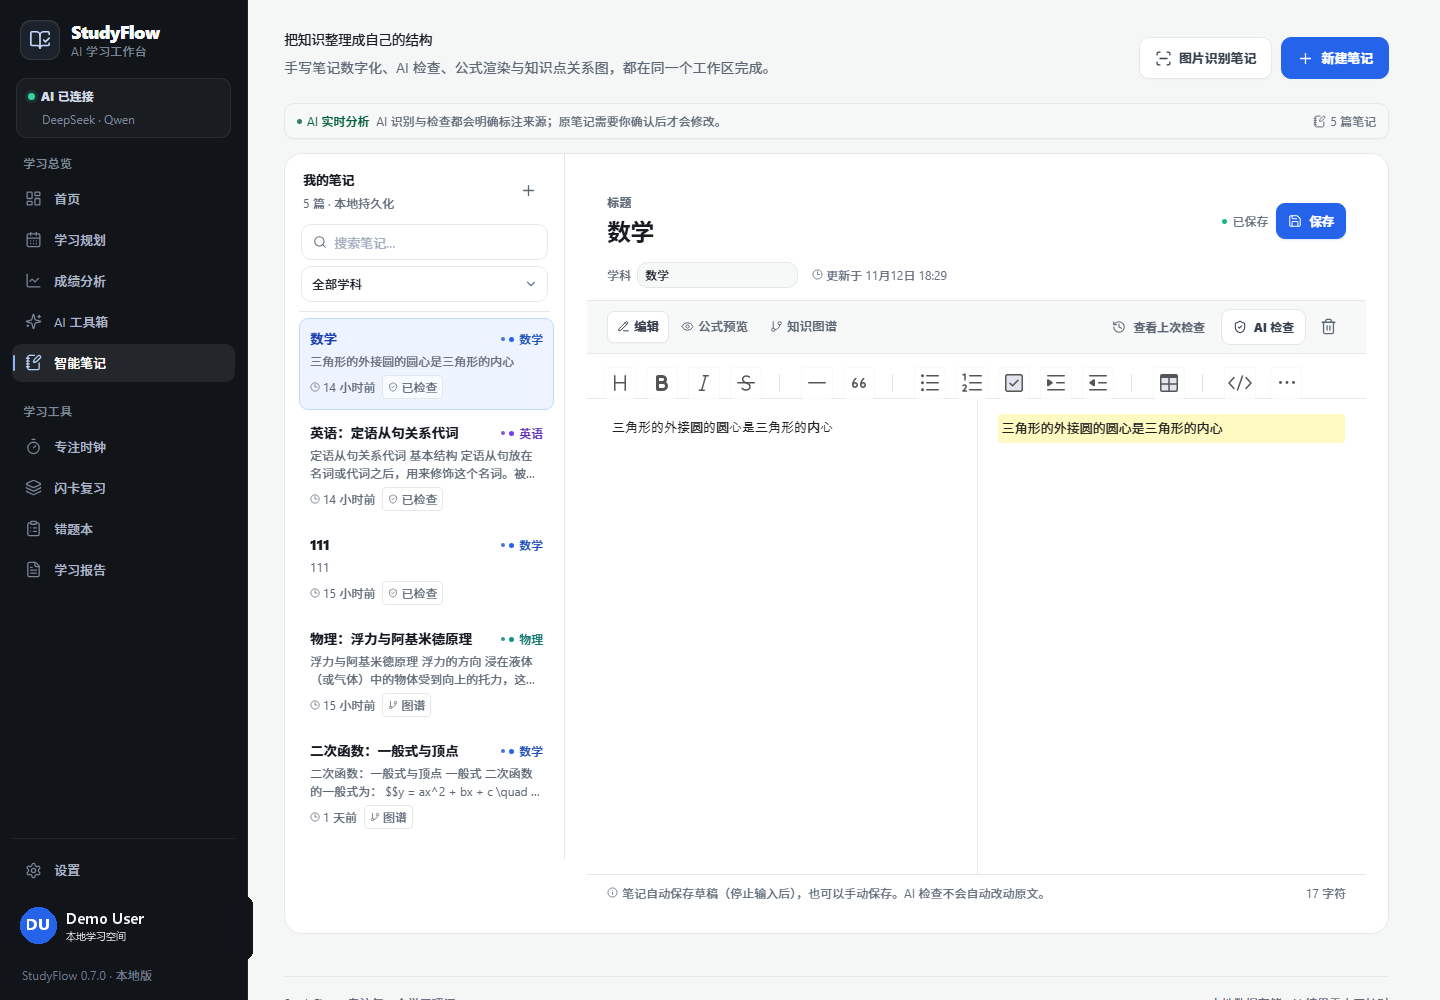 StudyFlow
AI 学习工作台
AI 已连接
DeepSeek · Qwen
学习总览
首页
学习规划
成绩分析
AI 工具箱
智能笔记
学习工具
专注时钟
闪卡复习
错题本
学习报告
设置
DU
Demo User
本地学习空间
StudyFlow 0.7.0 · 本地版
把知识整理成自己的结构
手写笔记数字化、AI 检查、公式渲染与知识点关系图，都在同一个工作区完成。
图片识别笔记
新建笔记
AI 实时分析 AI 识别与检查都会明确标注来源；原笔记需要你确认后才会修改。
5 篇笔记
我的笔记
5 篇 · 本地持久化
搜索笔记...
全部学科
数学
数学
三角形的外接圆的圆心是三角形的内心
14 小时前
已检查
英语：定语从句关系代词
英语
定语从句关系代词 基本结构 定语从句放在
名词或代词之后，用来修饰这个名词。被...
14 小时前
已检查
111
数学
111
15 小时前
已检查
物理：浮力与阿基米德原理
物理
浮力与阿基米德原理 浮力的方向 浸在液体
（或气体）中的物体受到向上的托力，这...
15 小时前
图谱
二次函数：一般式与顶点
数学
二次函数：一般式与顶点 一般式 二次函数
的一般式为： $$y = ax^2 + bx + c \quad ...
1 天前
图谱
标题
数学
已保存
保存
学科
数学
更新于 11月12日 18:29
编辑
公式预览
知识图谱
查看上次检查
AI 检查
三角形的外接圆的圆心是三角形的内心
三角形的外接圆的圆心是三角形的内心
笔记自动保存草稿（停止输入后），也可以手动保存。AI 检查不会自动改动原文。
17 字符